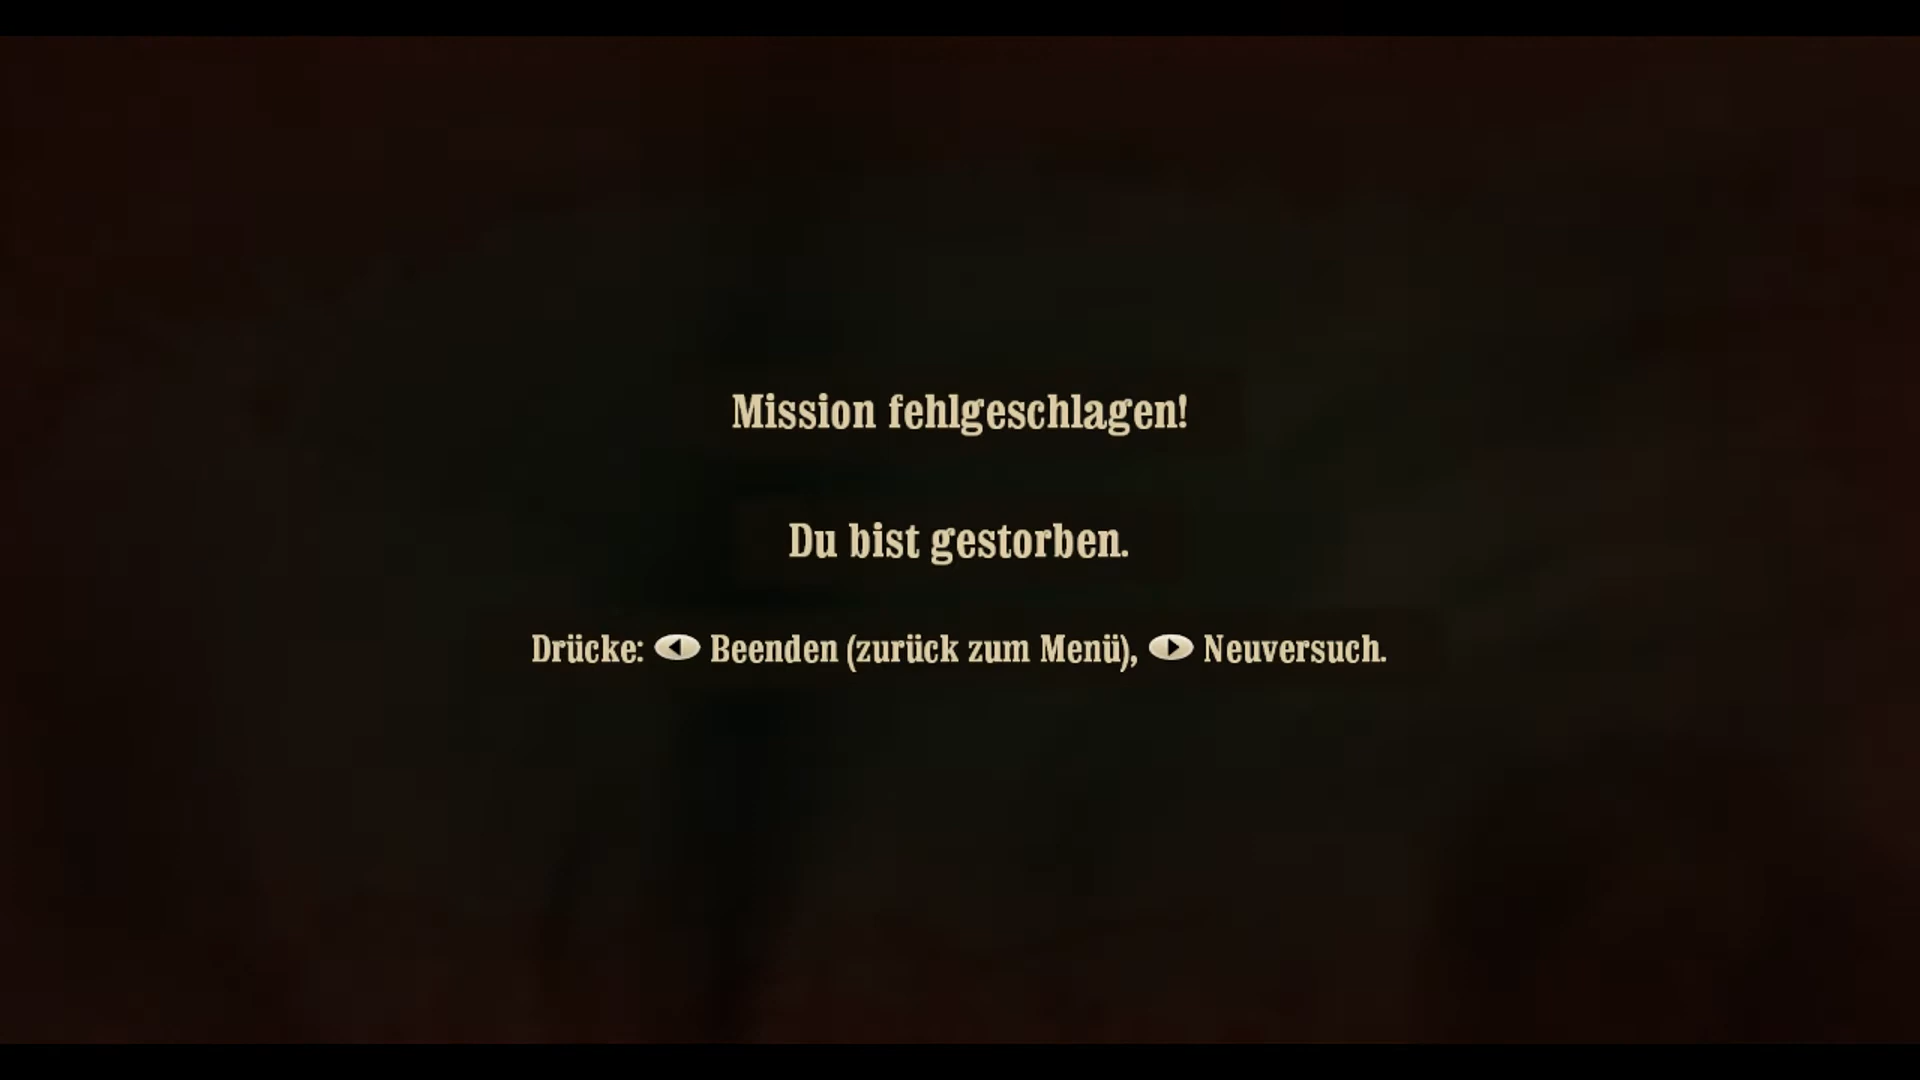 Mission fehlgeschlagen!
Du bist gestorben.
Drücke: Beenden (zurück zum Menü), Neuversuch.